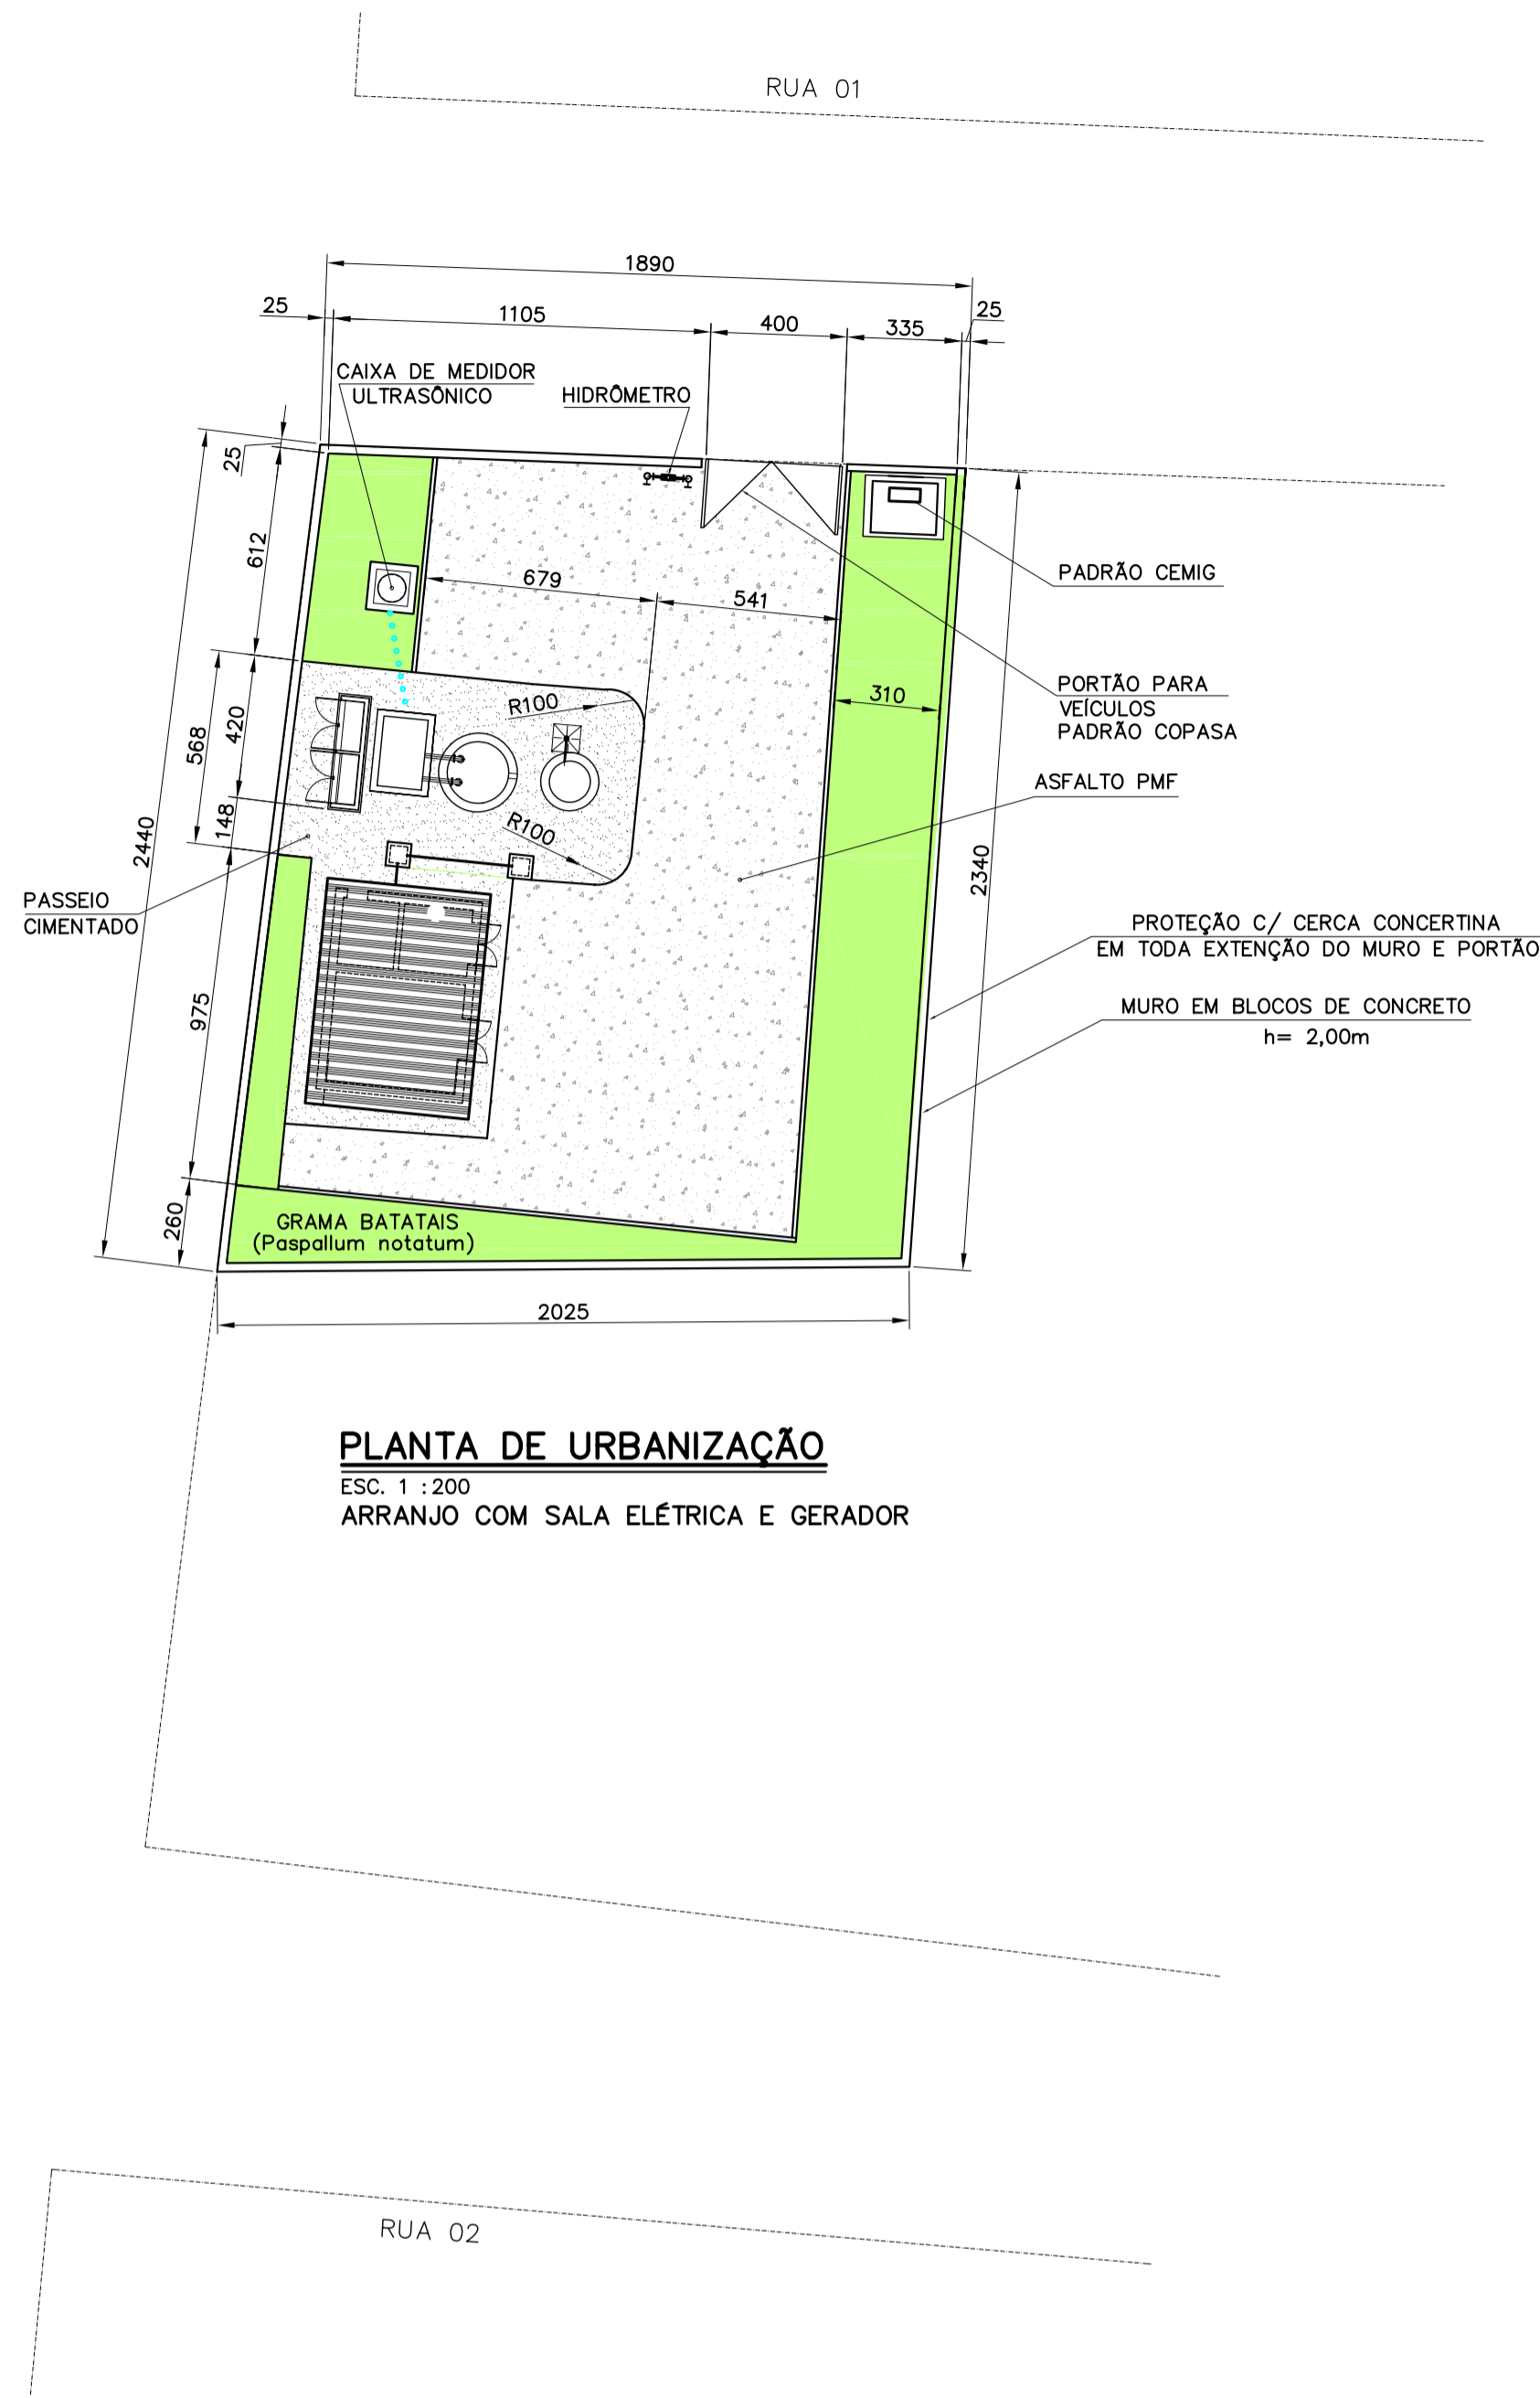 RUA 01
1890
25
1105
400
335
25
CAIXA DE MEDIDOR
ULTRASÔNICO
HIDRÔMETRO
25
612
679
541
PADRÃO CEMIG
PORTÃO PARA
VEÍCULOS
PADRÃO COPASA
310
R100
568
420
148
ASFALTO PMF
R100
2440
2340
PASSEIO
CIMENTADO
PROTEÇÃO C/ CERCA CONCERTINA
EM TODA EXTENÇÃO DO MURO E PORTÃO
975
MURO EM BLOCOS DE CONCRETO
h= 2,00m
260
GRAMA BATATAIS
(Paspallum notatum)
2025
PLANTA DE URBANIZAÇÃO
ESC. 1 :200
ARRANJO COM SALA ELÉTRICA E GERADOR
RUA 02